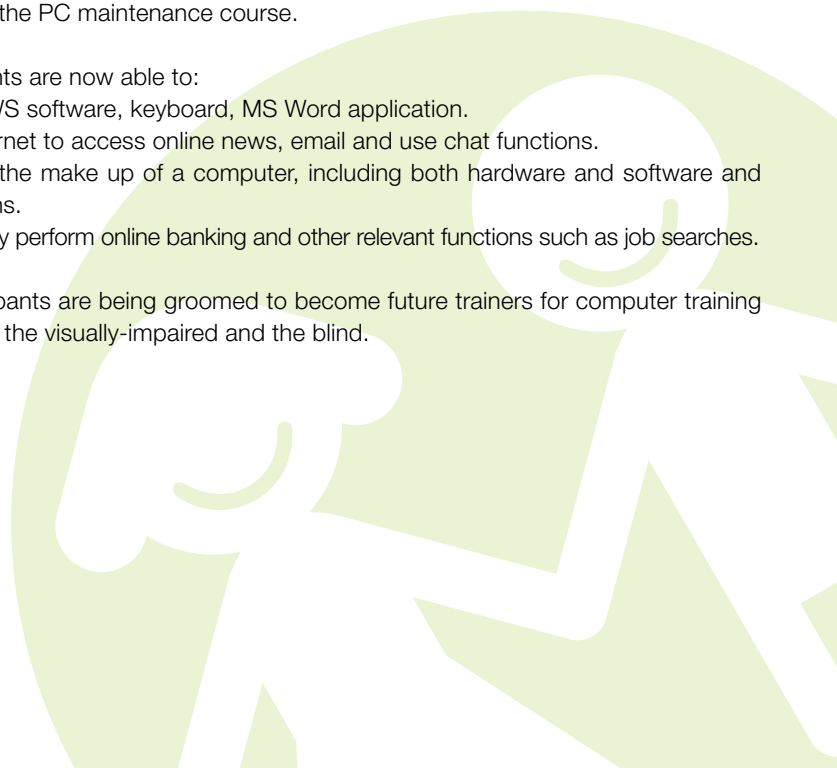 the PC maintenance course.
nts are now able to:
WS software, keyboard, MS Word application.
rnet to access online news, email and use chat functions.
the make up of a computer, including both hardware and software and
ns.
y perform online banking and other relevant functions such as job searches.
pants are being groomed to become future trainers for computer training
the visually-impaired and the blind.